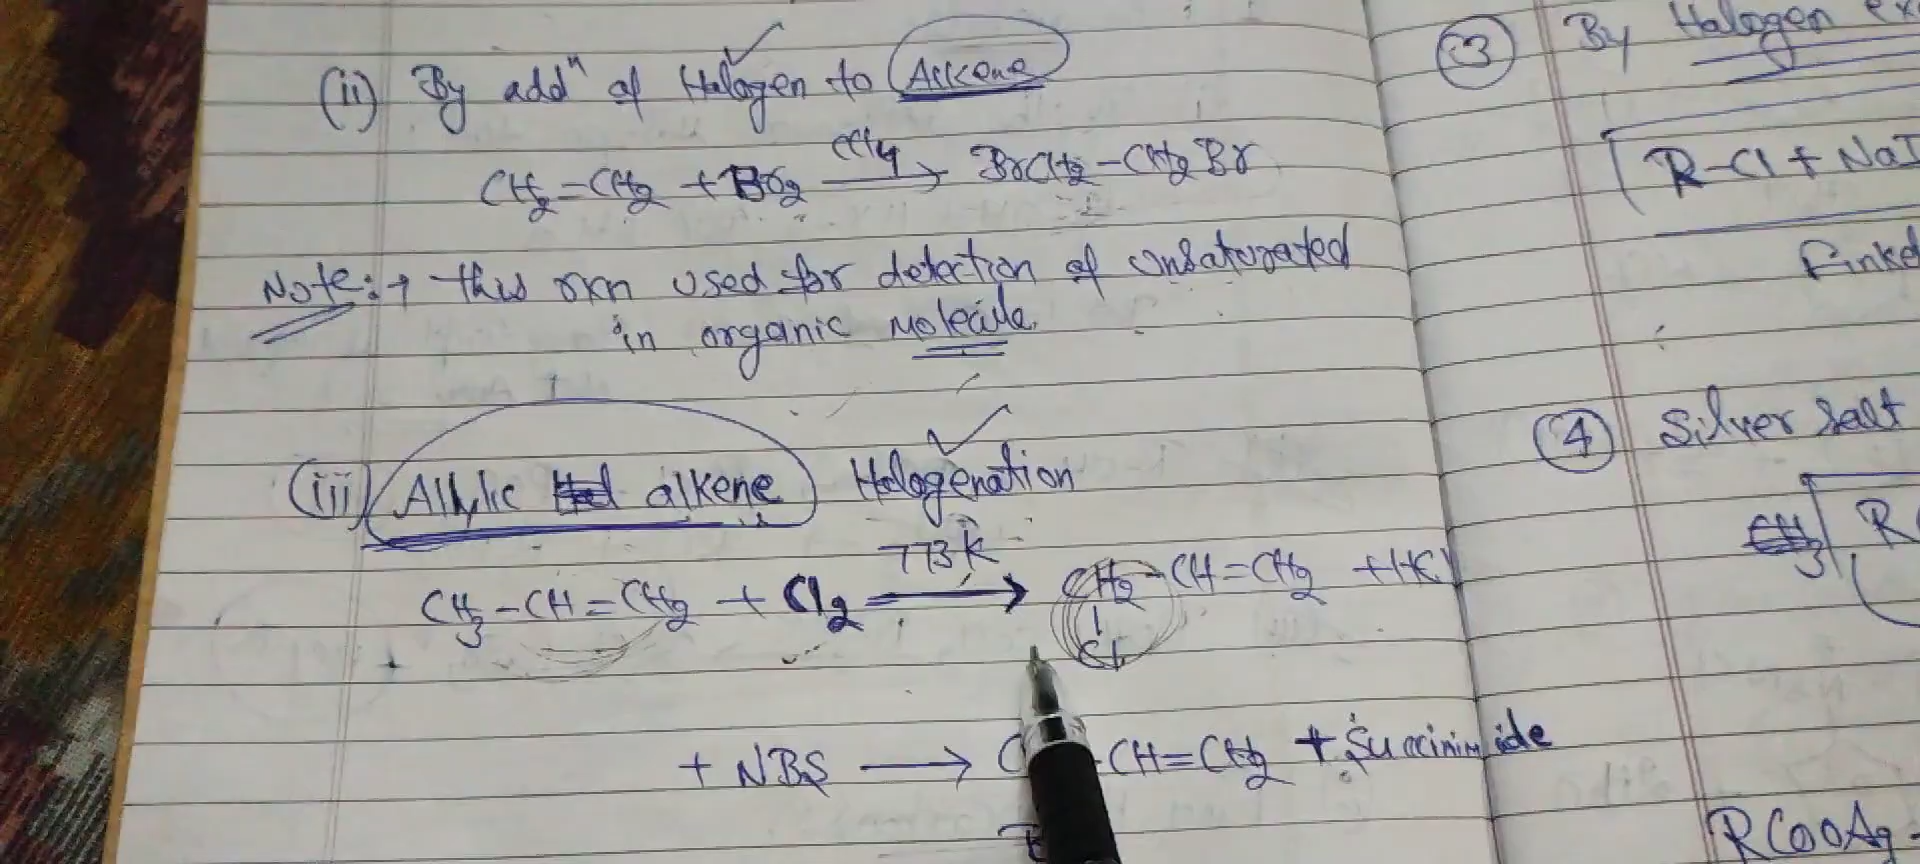 (ii) By addⁿ of Halogen to Alkene
CH₂=CH₂ + Br₂ ⟶ BrCH₂-CH₂Br
Note:→ this rxn used for detection of unsaturated
in organic Molecule.
(iii) Allylic alkene Halogenation
773K
CH₃-CH=CH₂ + Cl₂ ⟶ CH₂-CH=CH₂ + HCl
Cl
+ NBS ⟶ C -CH=CH₂ + Succinimide
(3) By Halogen ex
R-Cl + NaI
Finke
(4) Silver Salt
R
RCOOAg